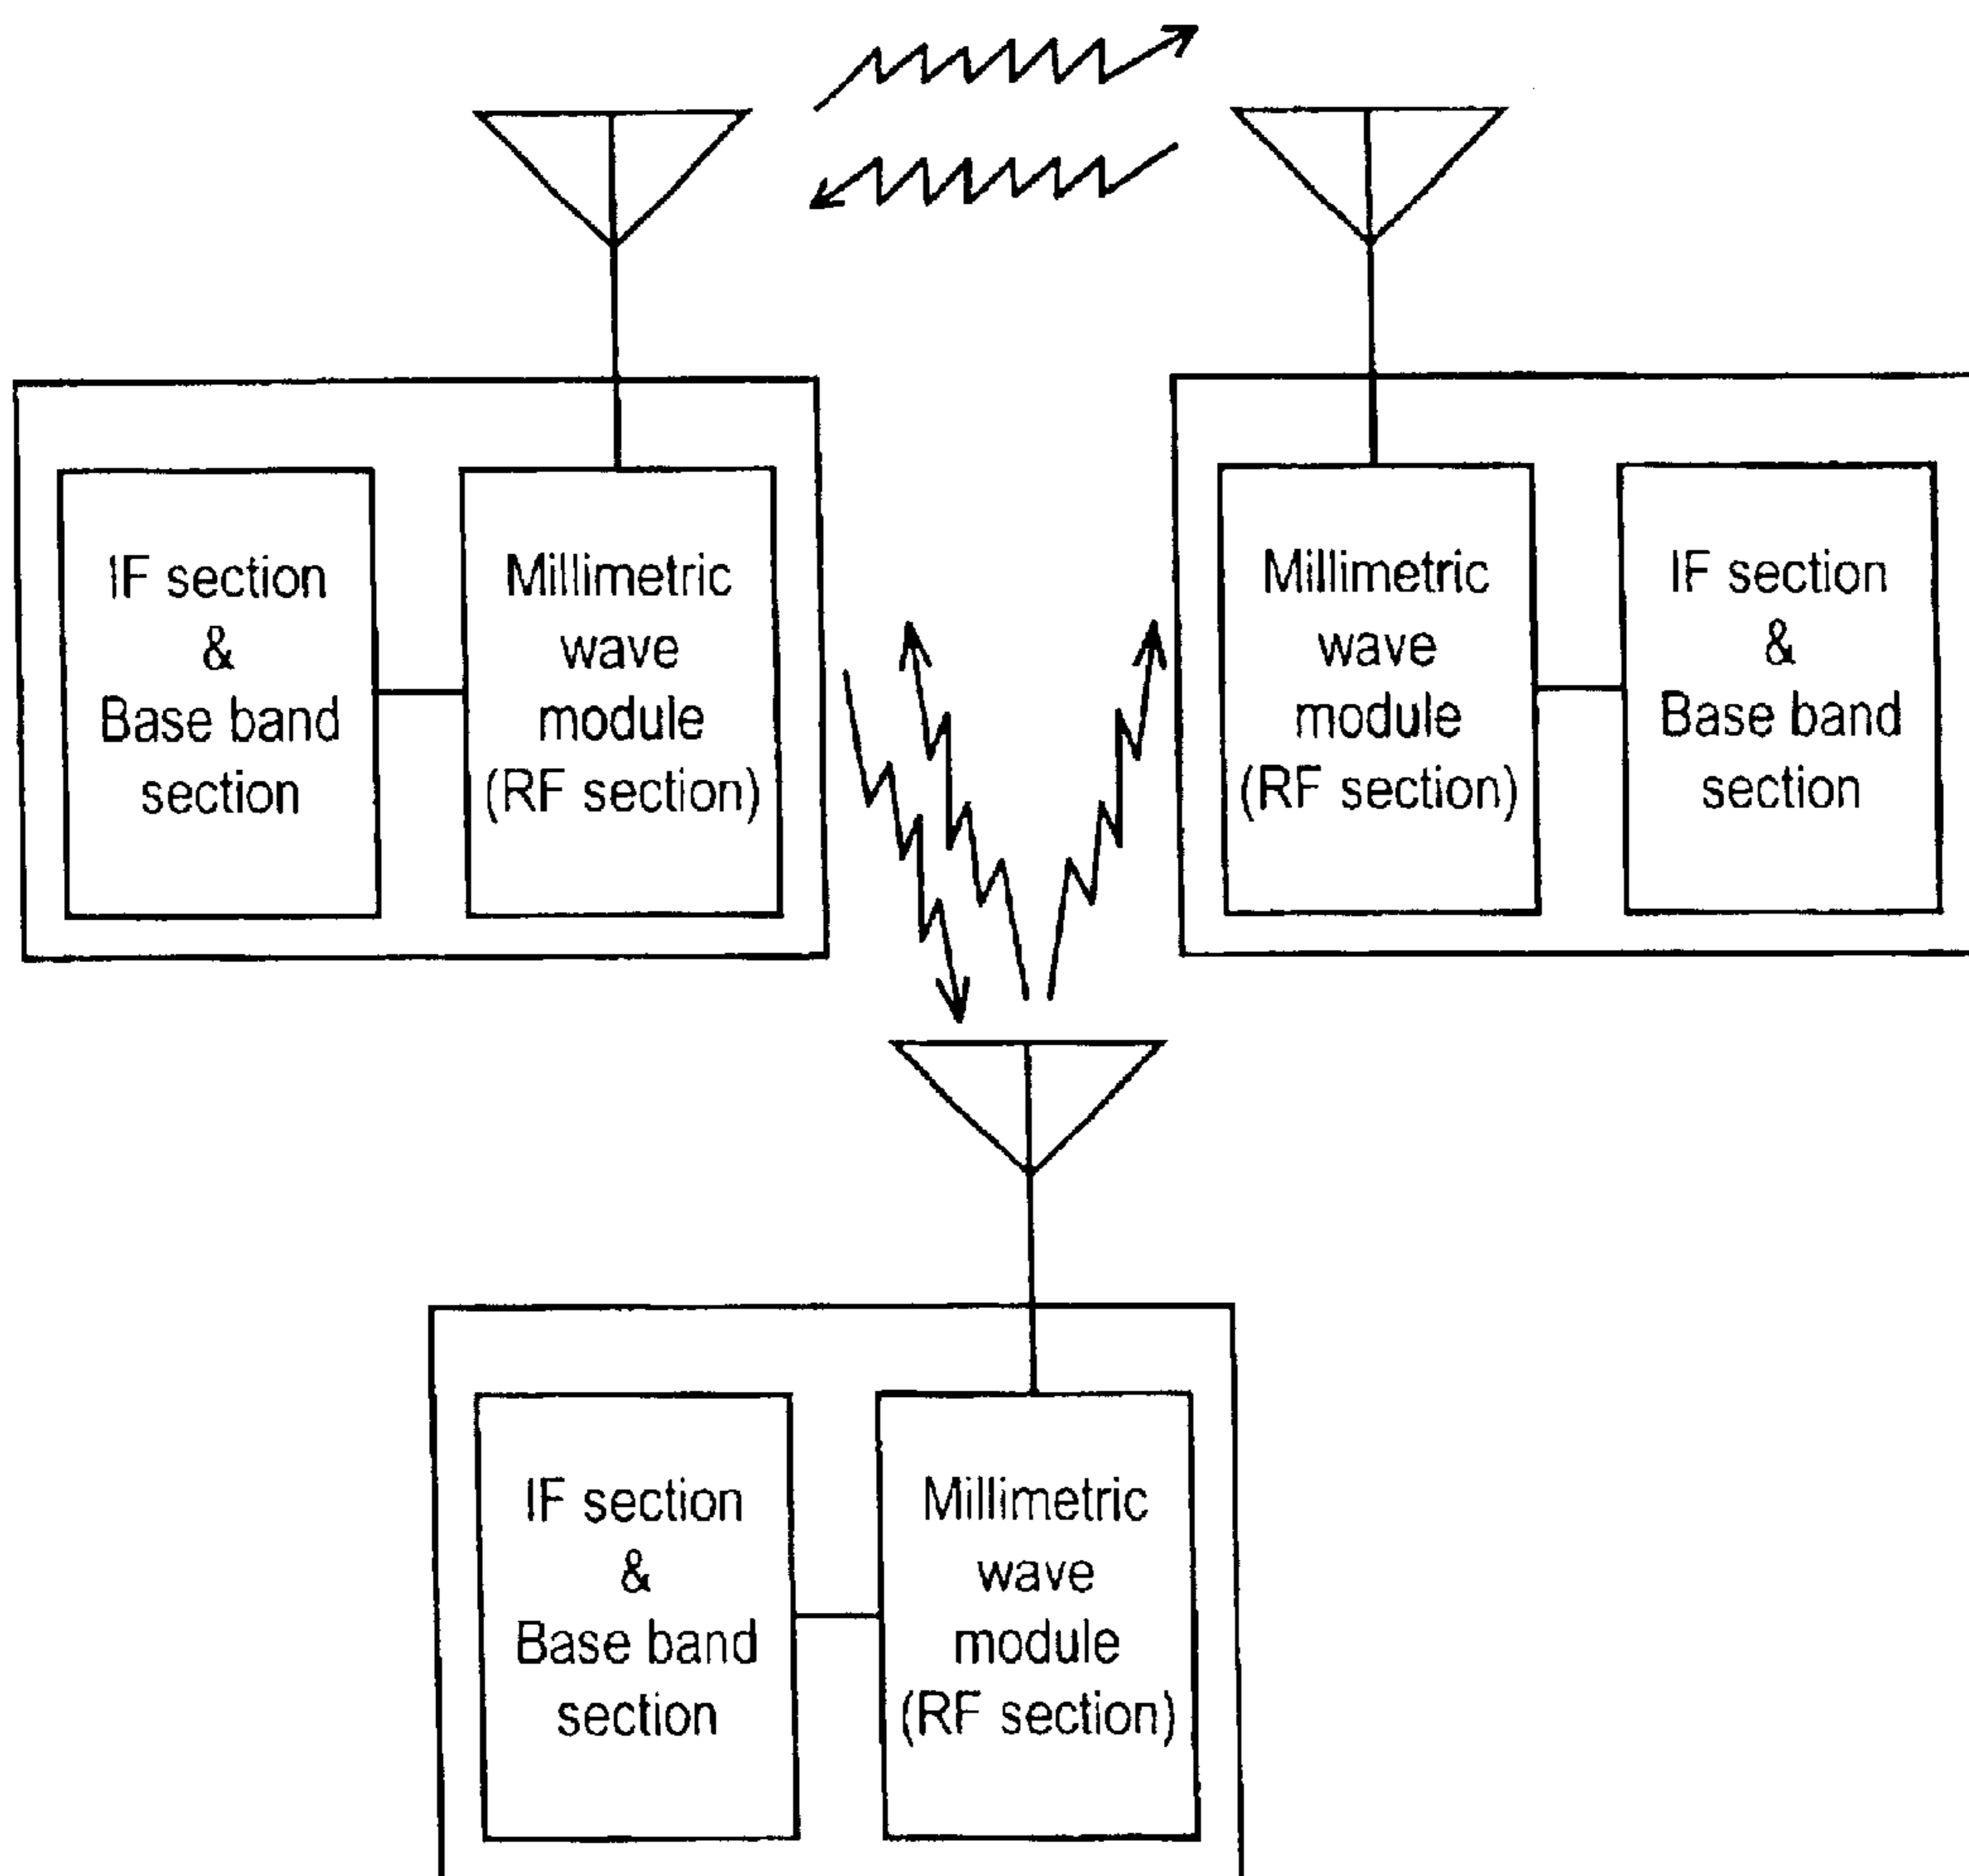 IF section
&
Base band
section
Millimetric
wave
module
(RF section)
Millimetric
wave
module
(RF section)
IF section
&
Base band
section
IF section
&
Base band
section
Millimetric
wave
module
(RF section)